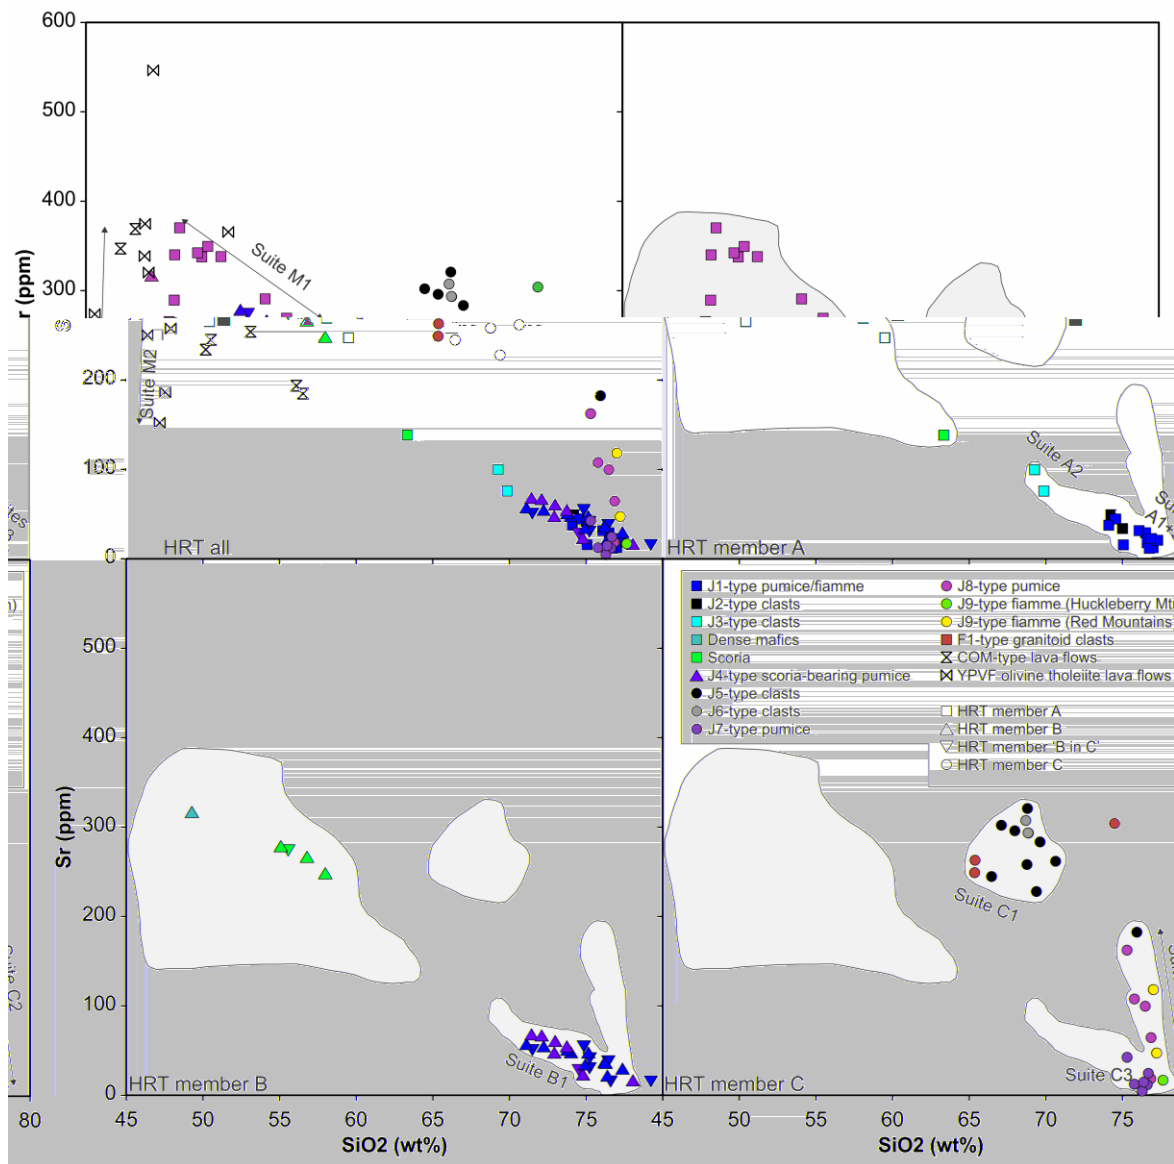 600
500
400
300
200
100
0
r (ppm)
S
Suite M1
Suite M2
HRT all
HRT member A
Suite A2
A1*
J1-type pumice/fiamme
J2-type clasts
J3-type clasts
Dense mafics
Scoria
J4-type scoria-bearing pumice
J5-type clasts
J6-type clasts
J7-type pumice
J8-type pumice
J9-type fiamme (Huckleberry Mt
J9-type fiamme (Red Mountains
F1-type granitoid clasts
COM-type lava flows
YPVF olivine tholeiite lava flows
HRT member A
HRT member B
HRT member 'B in C'
HRT member C
500
400
300
200
100
0
Sr (ppm)
Suite B1
HRT member B
Suite C1
Suite C3
HRT member C
80
45
50
55
60
65
70
75
45
50
55
60
65
70
75
SiO2 (wt%)
SiO2 (wt%)